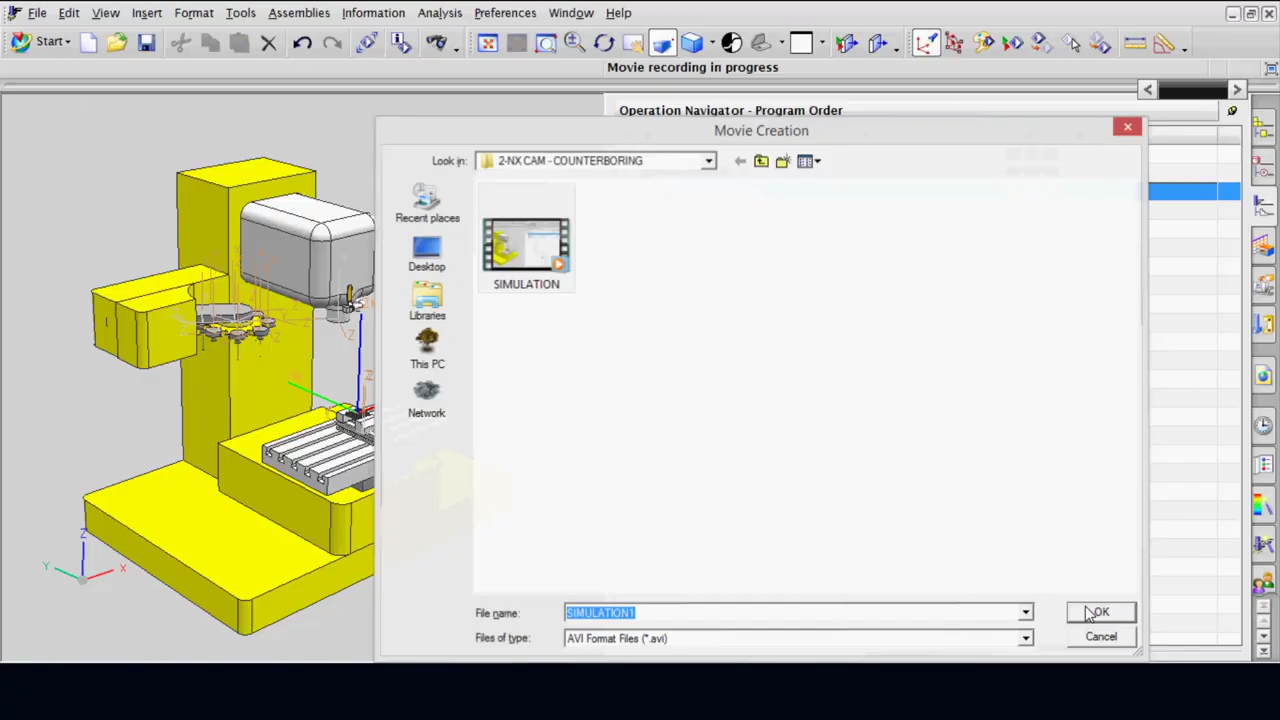 File Edit View Insert Format Tools Assemblies Information Analysis Preferences Window Help
Start
Movie recording in progress
Operation Navigator - Program Order
Movie Creation
Look in: 2-NX CAM - COUNTERBORING
Recent places
Desktop
Libraries
This PC
Network
SIMULATION
File name: SIMULATION1 OK
Files of type: AVI Format Files (*.avi) Cancel
Z
Y X